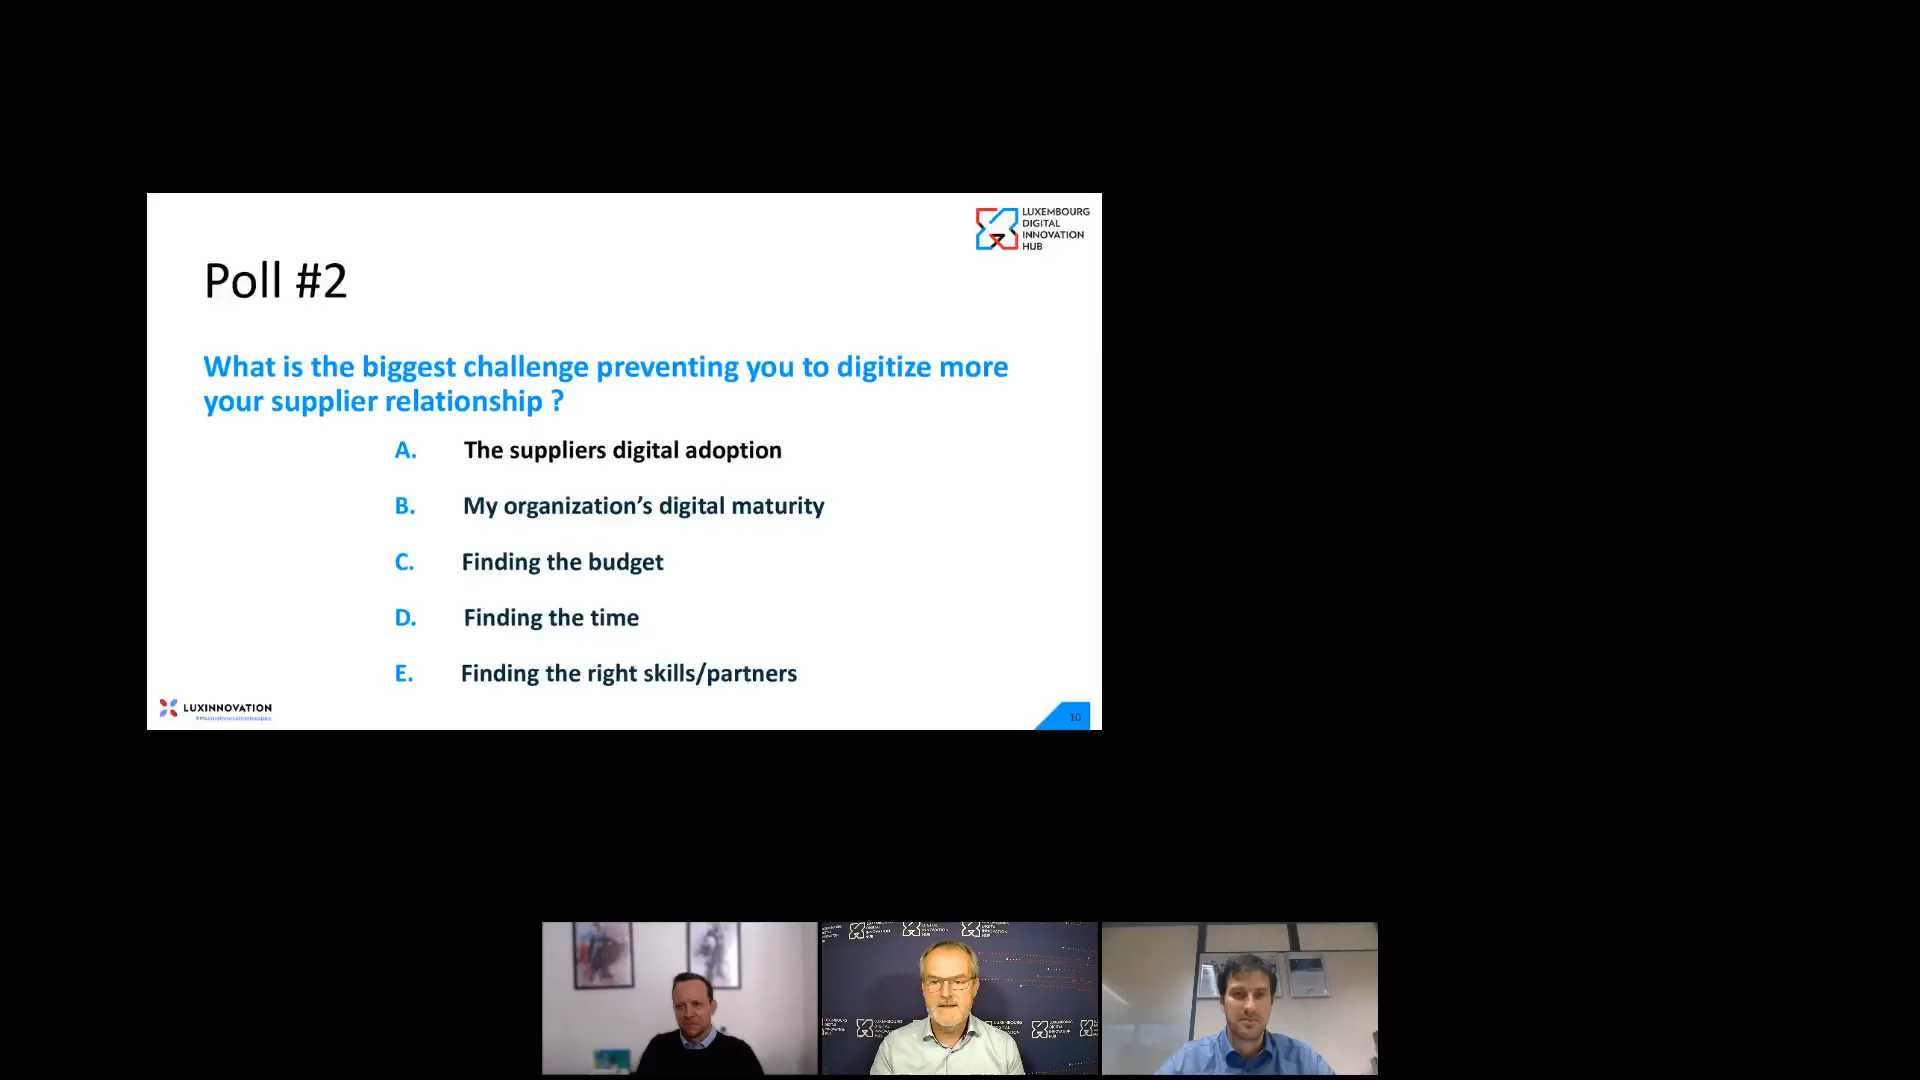 LUXEMBOURG
DIGITAL
INNOVATION
HUB
Poll #2
What is the biggest challenge preventing you to digitize more
your supplier relationship ?
A. The suppliers digital adoption
B. My organization’s digital maturity
C. Finding the budget
D. Finding the time
E. Finding the right skills/partners
LUXINNOVATION
10